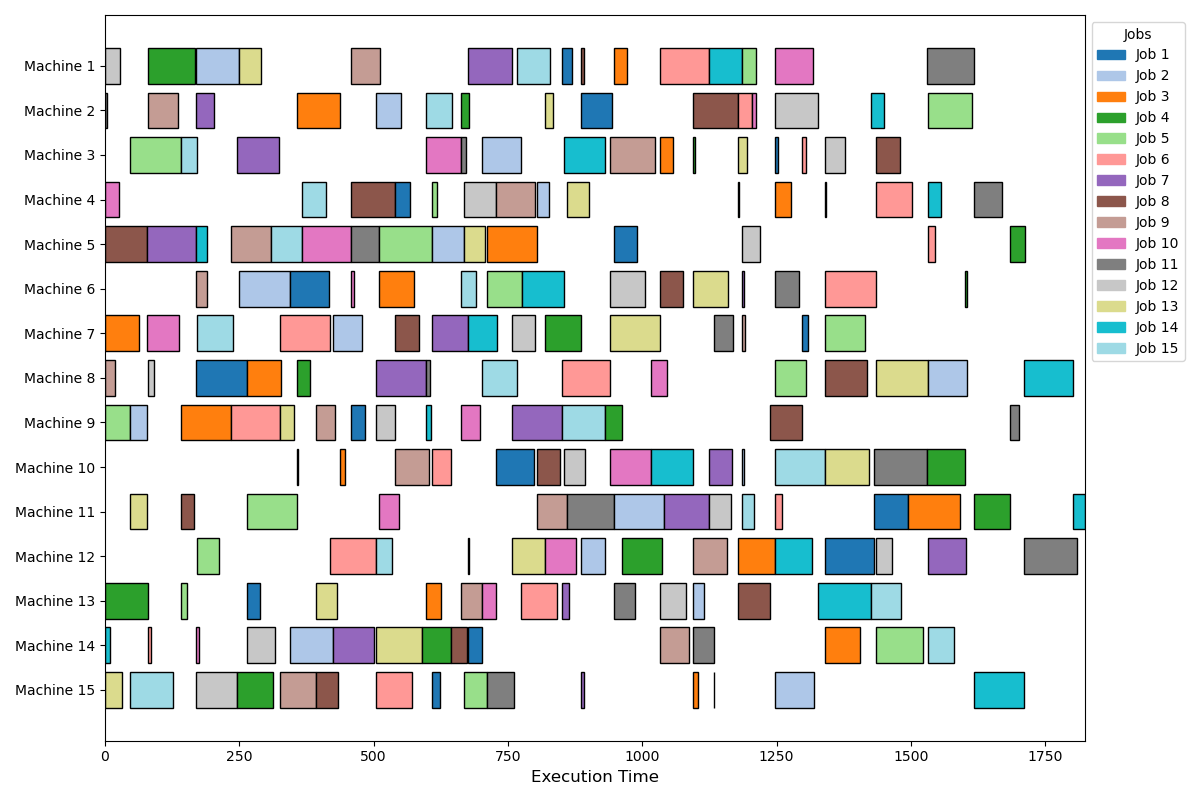 Machine 1
Machine 2
Machine 3
Machine 4
Machine 5
Machine 6
Machine 7
Machine 8
Machine 9
Machine 10
Machine 11
Machine 12
Machine 13
Machine 14
Machine 15
0 250 500 750 1000 1250 1500 1750
Execution Time
Jobs
Job 1
Job 2
Job 3
Job 4
Job 5
Job 6
Job 7
Job 8
Job 9
Job 10
Job 11
Job 12
Job 13
Job 14
Job 15